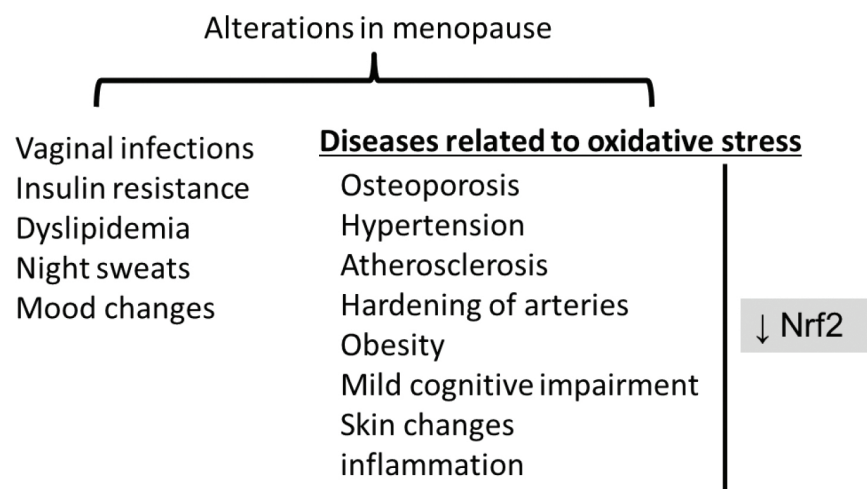 Alterations in menopause
Vaginal infections
Insulin resistance
Dyslipidemia
Night sweats
Mood changes
Diseases related to oxidative stress
Osteoporosis
Hypertension
Atherosclerosis
Hardening of arteries
Obesity
Mild cognitive impairment
Skin changes
inflammation
↓ Nrf2